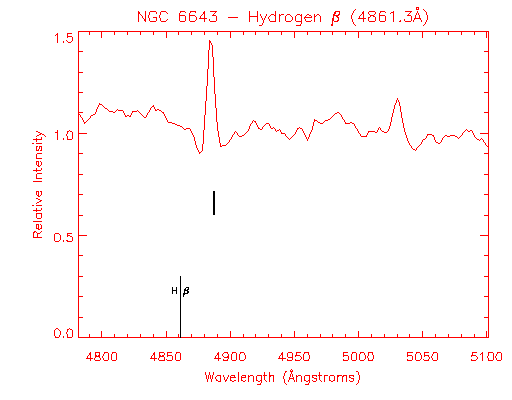 NGC 6643 – Hydrogen β (4861.3Å)
1.5
1.0
0.5
0.0
Relative Intensity
H β
4800 4850 4900 4950 5000 5050 5100
Wavelength (Ångstroms)